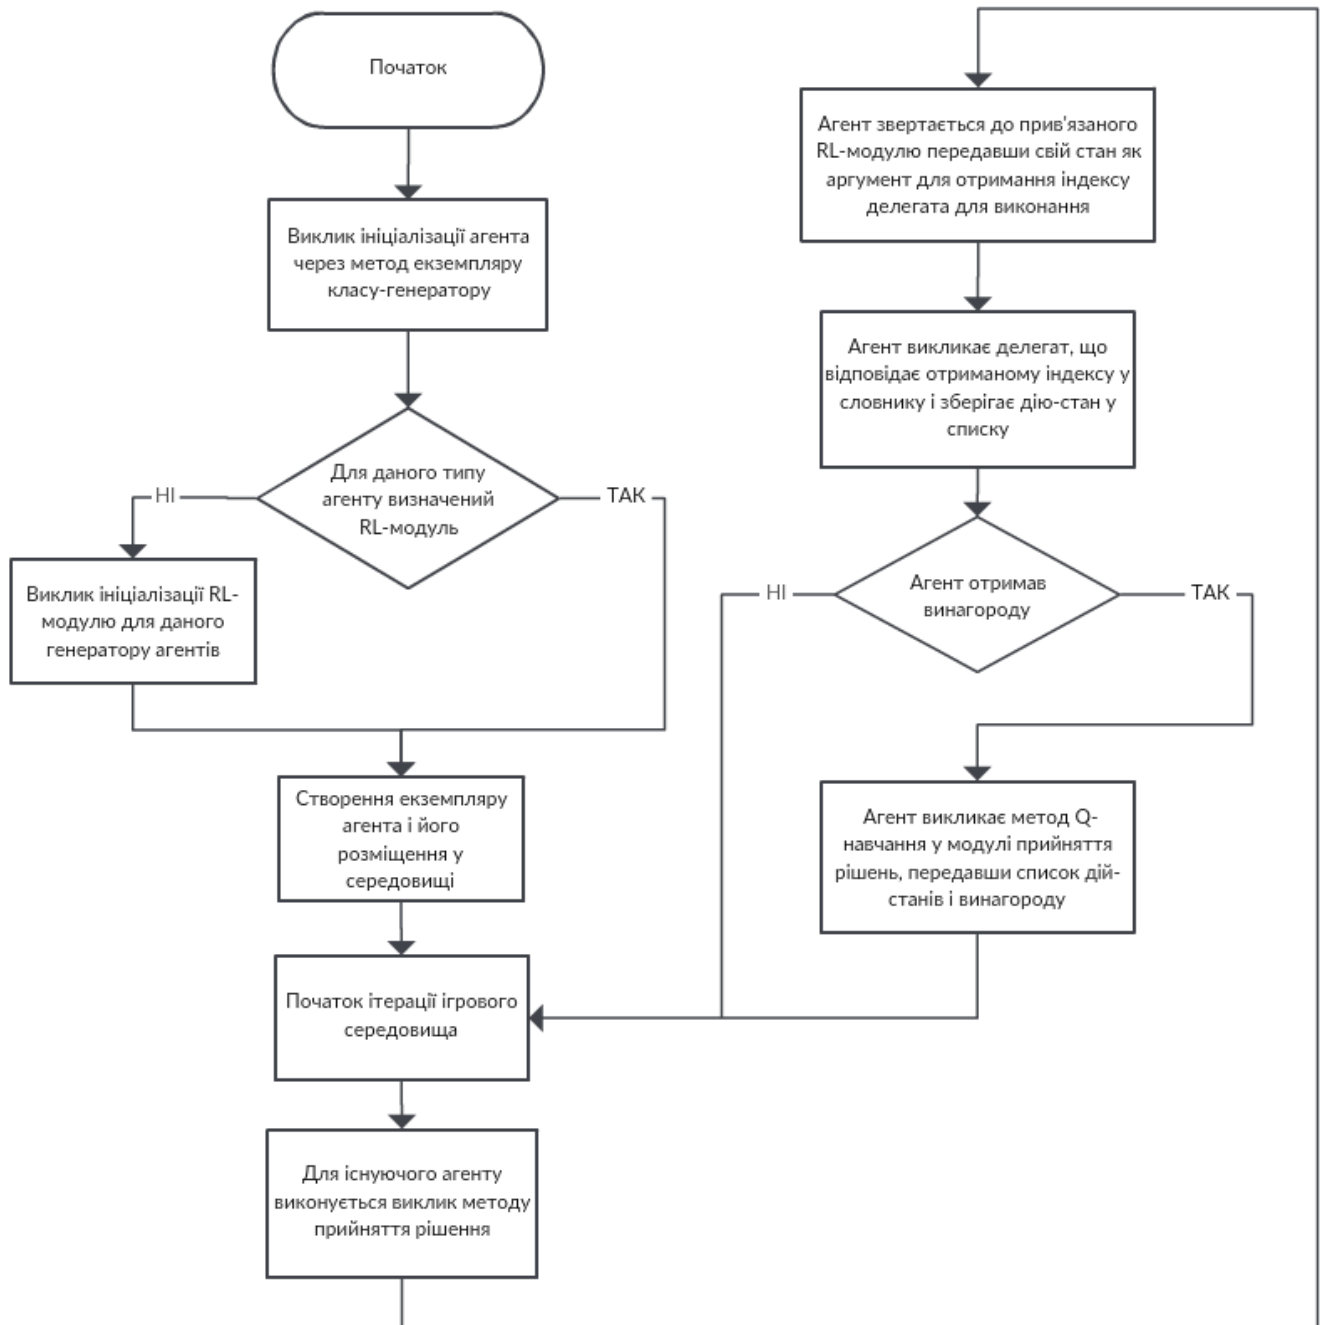 Початок
Виклик ініціалізації агента
через метод екземпляру
класу-генератору
Для даного типу
агенту визначений
RL-модуль
НІ
ТАК
Виклик ініціалізації RL-
модулю для даного
генератору агентів
Створення екземпляру
агента і його
розміщення у
середовищі
Початок ітерації ігрового
середовища
Для існуючого агенту
виконується виклик методу
прийняття рішення
Агент звертається до прив'язаного
RL-модулю передавши свій стан як
аргумент для отримання індексу
делегата для виконання
Агент викликає делегат, що
відповідає отриманому індексу у
словнику і зберігає дію-стан у
списку
Агент отримав
винагороду
НІ
ТАК
Агент викликає метод Q-
навчання у модулі прийняття
рішень, передавши список дій-
станів і винагороду